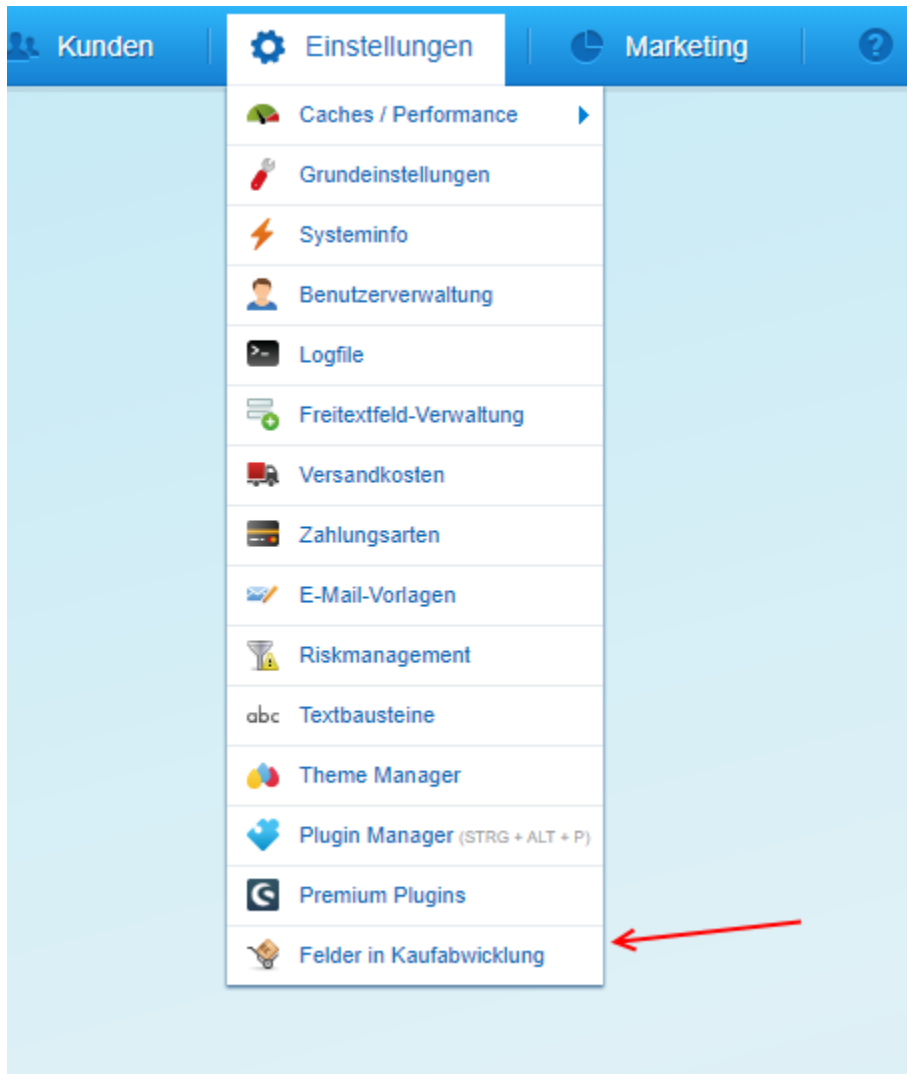 Kunden Einstellungen Marketing ?
Caches / Performance
Grundeinstellungen
Systeminfo
Benutzerverwaltung
>- Logfile
Freitextfeld-Verwaltung
Versandkosten
Zahlungsarten
E-Mail-Vorlagen
Riskmanagement
abc Textbausteine
Theme Manager
Plugin Manager (STRG + ALT + P)
Premium Plugins
Felder in Kaufabwicklung